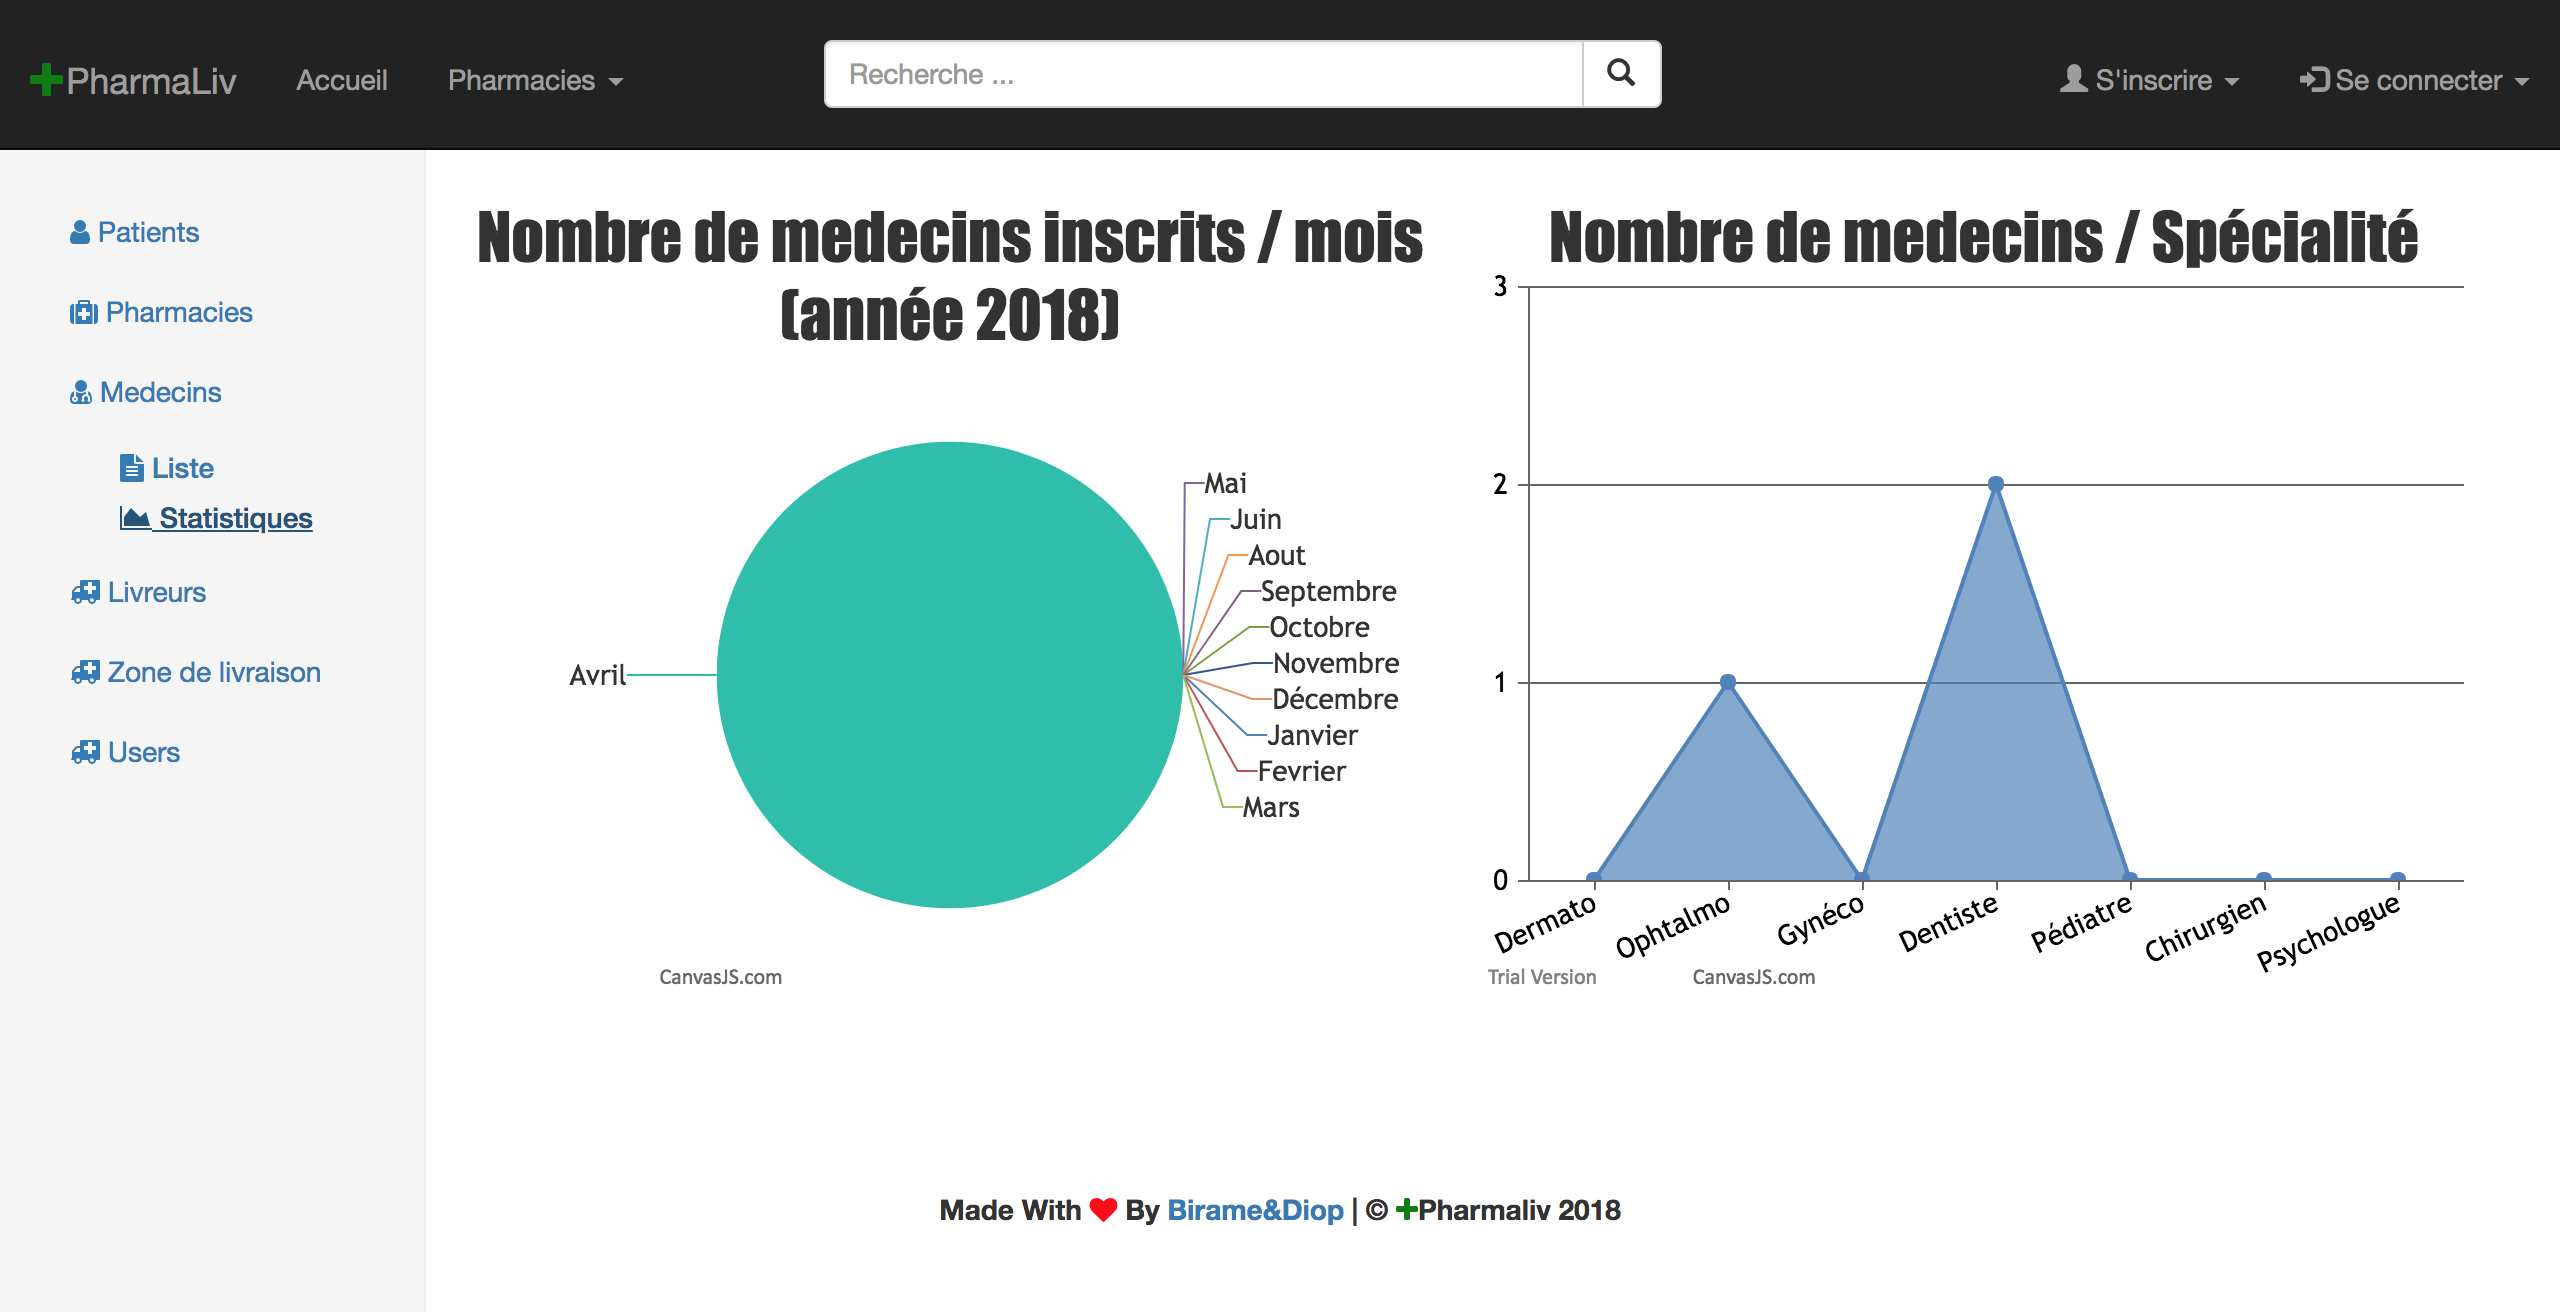 PharmaLiv Accueil Pharmacies Recherche ... S'inscrire Se connecter
Patients
Pharmacies
Medecins
Liste
Statistiques
Livreurs
Zone de livraison
Users
Nombre de medecins inscrits / mois
(année 2018)
Avril
Mai
Juin
Aout
Septembre
Octobre
Novembre
Décembre
Janvier
Fevrier
Mars
CanvasJS.com
Nombre de medecins / Spécialité
3
2
1
0
Dermato
Ophtalmo
Gynéco
Dentiste
Pédiatre
Chirurgien
Psychologue
Trial Version CanvasJS.com
Made With By Birame&Diop | © Pharmaliv 2018